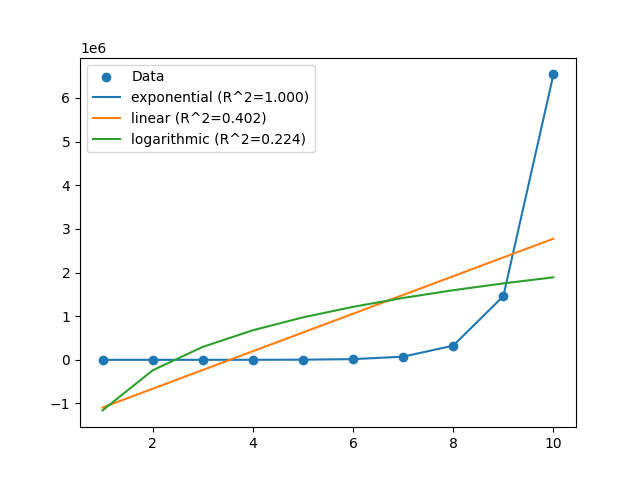 1e6
Data
exponential (R^2=1.000)
linear (R^2=0.402)
logarithmic (R^2=0.224)
6
5
4
3
2
1
0
−1
2 4 6 8 10